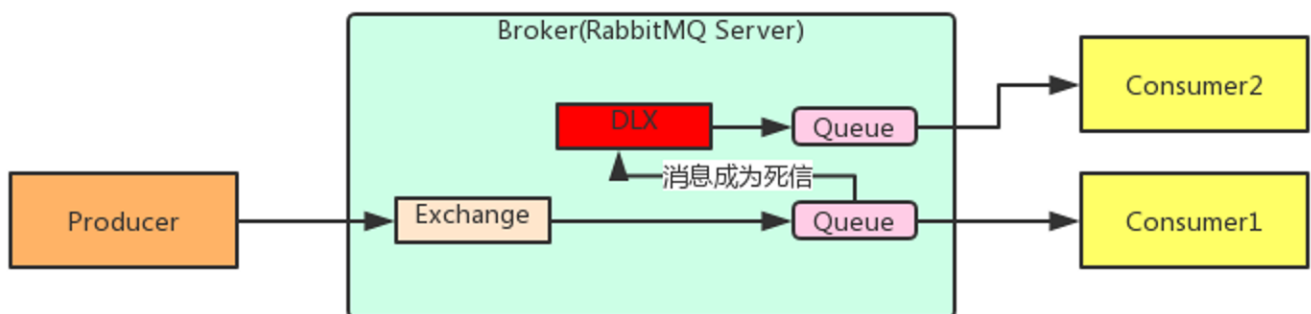 Broker(RabbitMQ Server)
Consumer2
DLX
Queue
消息成为死信
Producer
Exchange
Queue
Consumer1